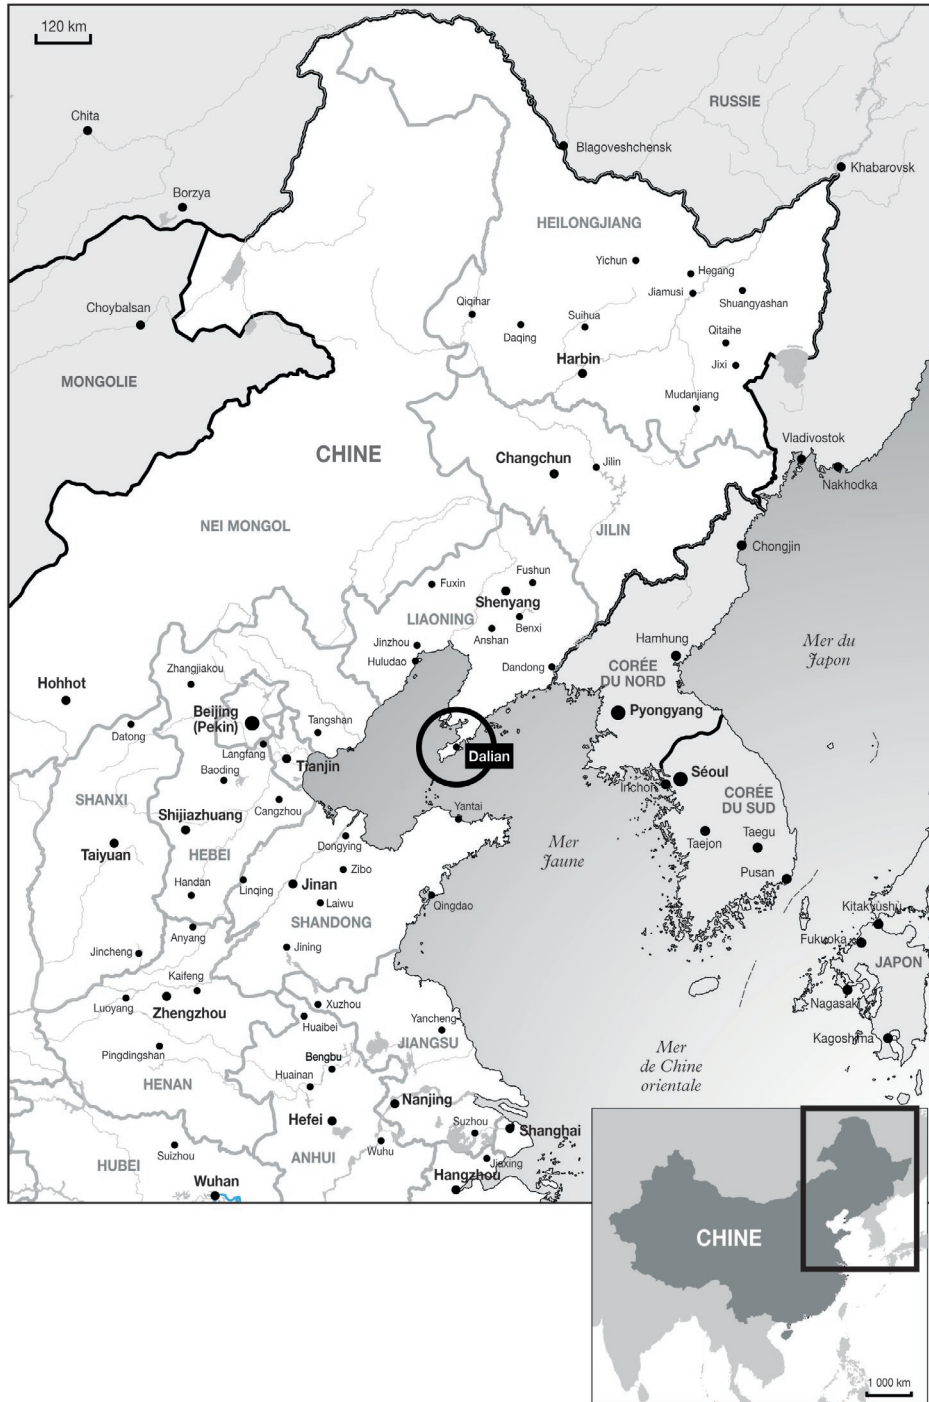 120 km
RUSSIE
Chita
Blagoveshchensk
Khabarovsk
Borzya
HEILONGJIANG
Yichun
Hegang
Choybalsan
Qiqihar
Jiamusi
Shuangyashan
Suihua
Daqing
Qitaihe
MONGOLIE
Harbin
Jixi
Mudanjiang
CHINE
Vladivostok
Changchun
Jilin
Nakhodka
NEI MONGOL
JILIN
Chongjin
Fushun
Fuxin
Shenyang
LIAONING
Benxi
Anshan
Jinzhou
Hamhung
Mer du
Japon
Huludao
Dandong
Zhangjiakou
CORÉE
DU NORD
Hohhot
Beijing
(Pekin)
Pyongyang
Tangshan
Datong
Langfang
Dalian
Tianjin
Baoding
Séoul
Inchon
SHANXI
Cangzhou
CORÉE
DU SUD
Shijiazhuang
Yantai
Taegu
Dongying
Mer
Jaune
Taejon
Taiyuan
HEBEI
Zibo
Pusan
Handan
Linqing
Jinan
Laiwu
Qingdao
Kitakyushu
SHANDONG
Anyang
Fukuoka
Jincheng
Jining
JAPON
Kaifeng
Luoyang
Zhengzhou
Xuzhou
Nagasaki
Huaibei
Yancheng
JIANGSU
Kagoshima
Pingdingshan
Bengbu
Mer
de Chine
orientale
HENAN
Huainan
Nanjing
Hefei
Suzhou
Shanghai
Suizhou
HUBEI
ANHUI
Wuhu
Jiaxing
Wuhan
Hangzhou
CHINE
1 000 km